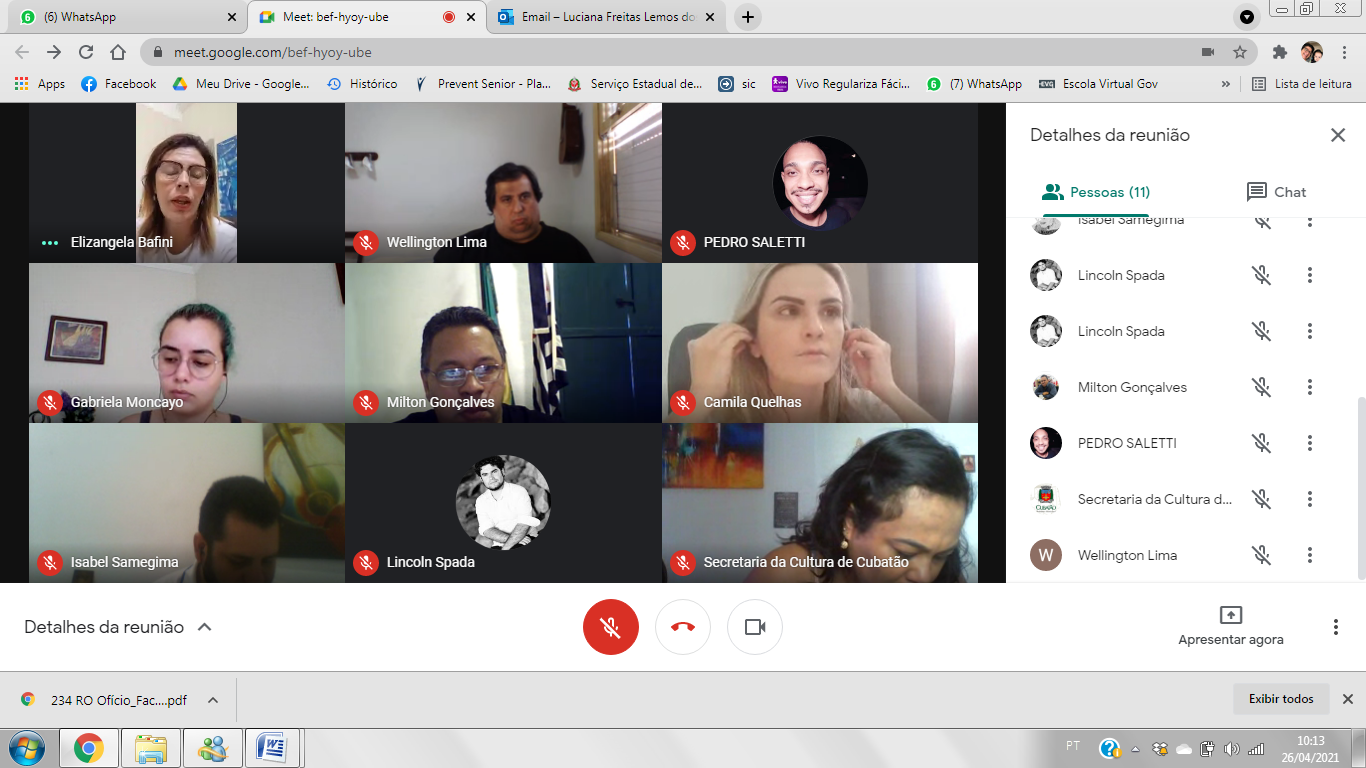 (6) WhatsApp
Meet: bef-hyoy-ube
Email – Luciana Freitas Lemos do
meet.google.com/bef-hyoy-ube
Apps
Facebook
Meu Drive - Google...
Histórico
Prevent Senior - Pla...
Serviço Estadual de...
sic
Vivo Regulariza Fáci...
(7) WhatsApp
EVG
Escola Virtual Gov
»
Lista de leitura
Elizangela Bafini
Wellington Lima
PEDRO SALETTI
Gabriela Moncayo
Milton Gonçalves
Camila Quelhas
Isabel Samegima
Lincoln Spada
Secretaria da Cultura de Cubatão
Detalhes da reunião
Pessoas (11)
Chat
Isabel Samegima
Lincoln Spada
Lincoln Spada
Milton Gonçalves
PEDRO SALETTI
Secretaria da Cultura d...
CUBATÃO
W
Wellington Lima
Detalhes da reunião
Apresentar agora
234 RO Ofício_Fac....pdf
Exibir todos
PT
10:13
26/04/2021